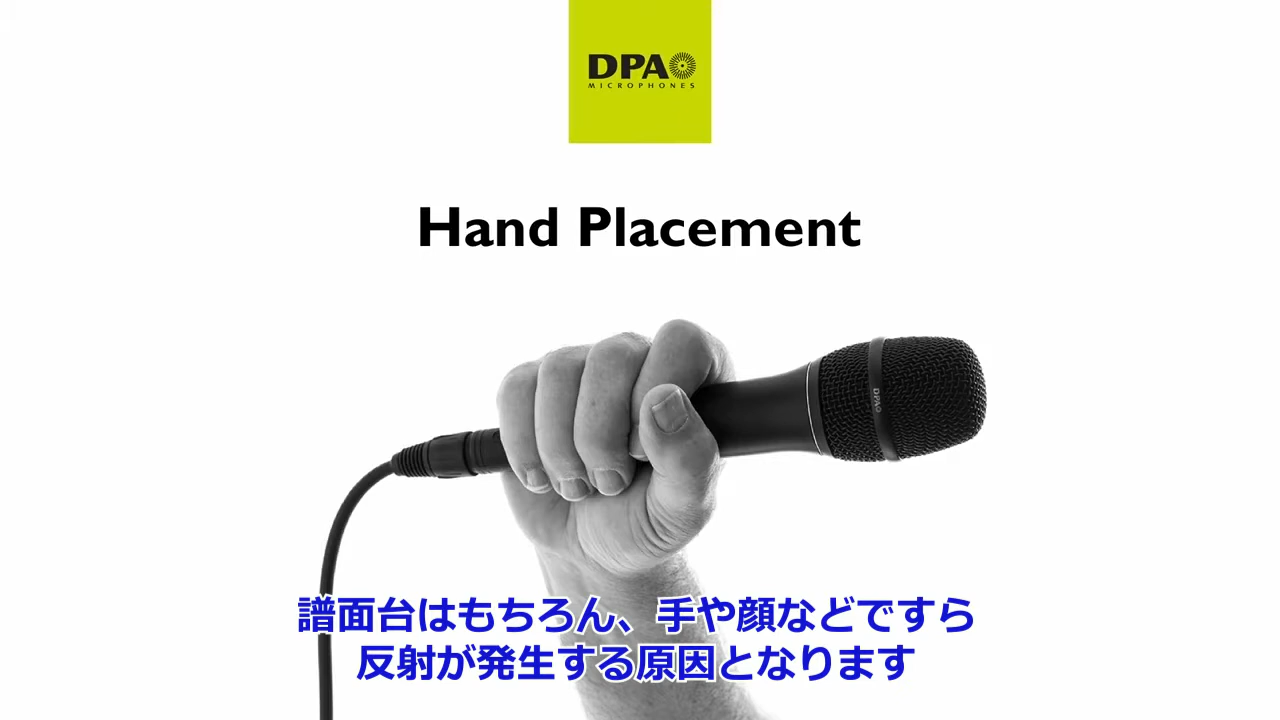 DPA
MICROPHONES
Hand Placement
DPA
譜面台はもちろん、手や顔などですら
反射が発生する原因となります